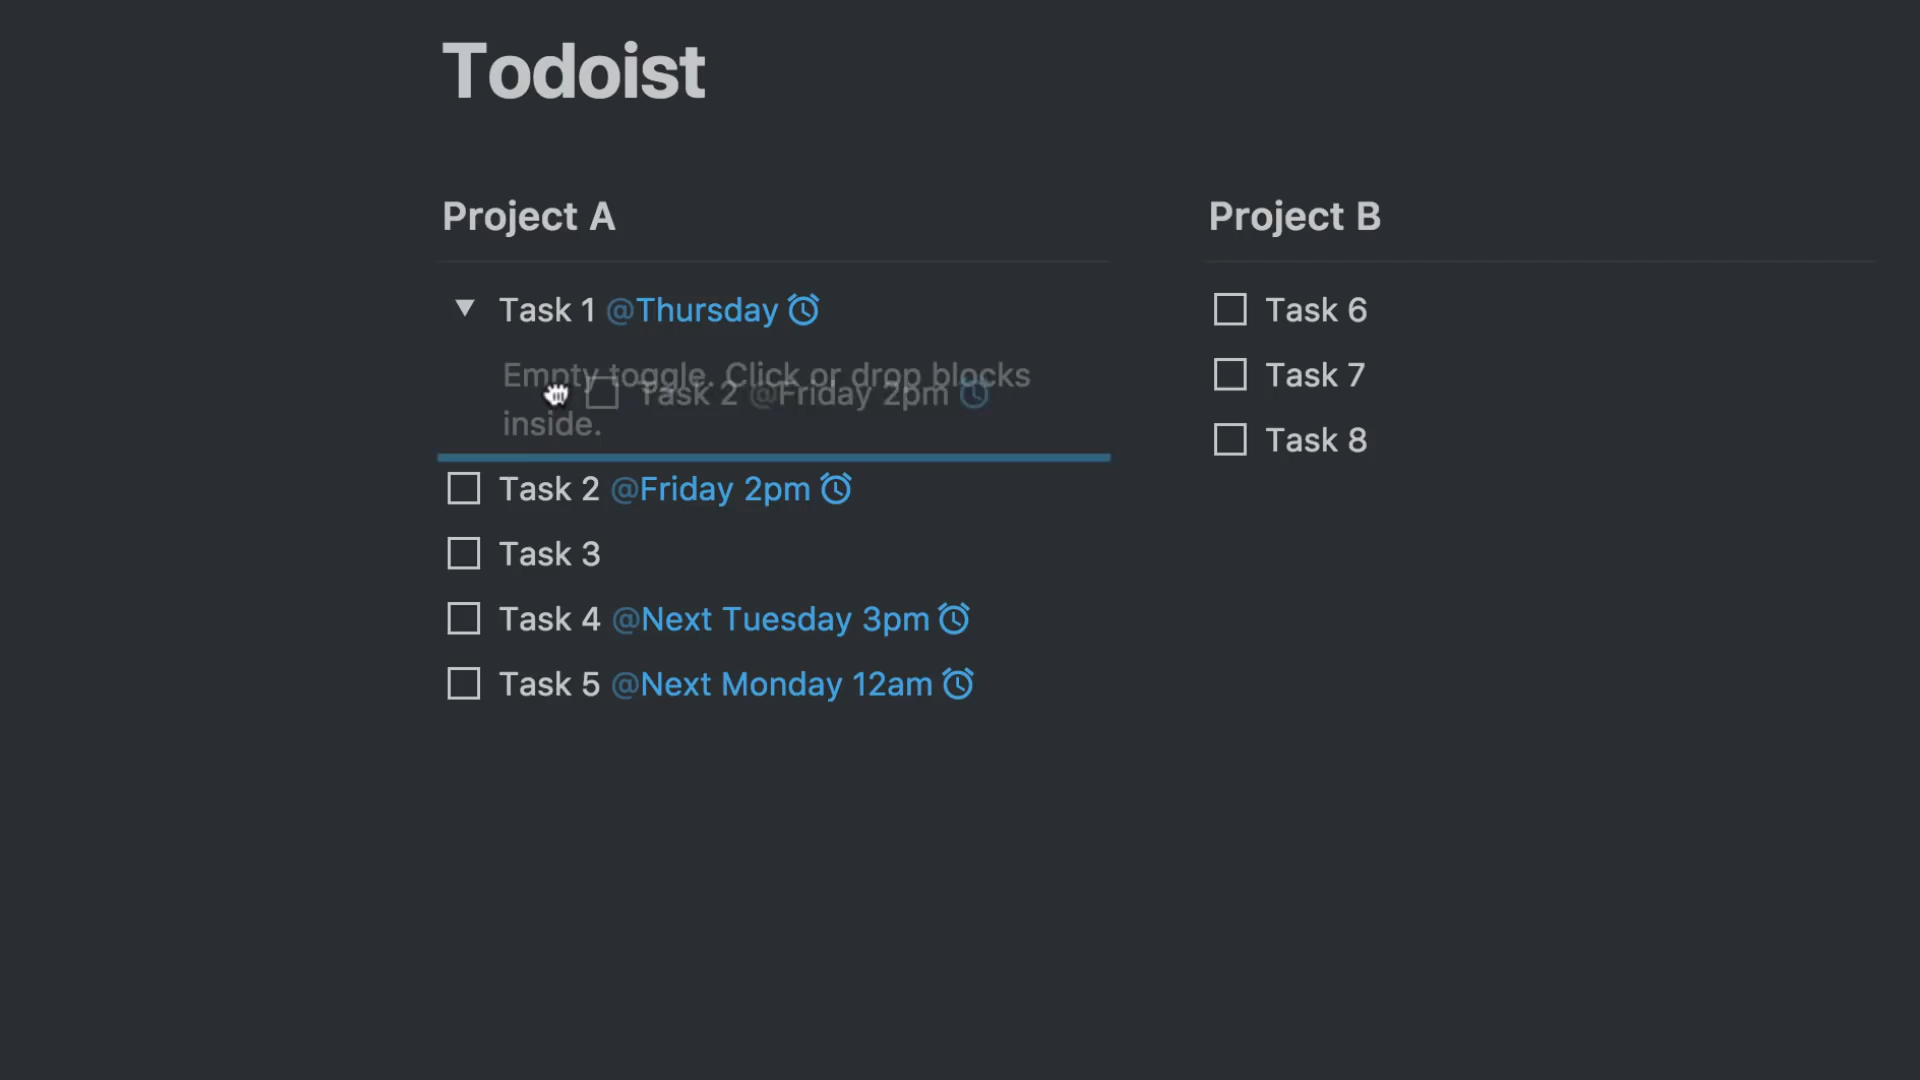 Todoist
Project A
Task 1 @Thursday
Empty toggle. Click or drop blocks
inside.
Task 2 @Friday 2pm
Task 2 @Friday 2pm
Task 3
Task 4 @Next Tuesday 3pm
Task 5 @Next Monday 12am
Project B
Task 6
Task 7
Task 8